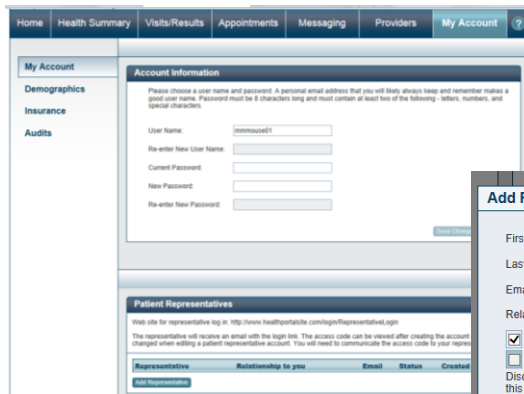 Home Health Summary Visits/Results Appointments Messaging Providers My Account ?
My Account
Demographics
Insurance
Audits
Account Information
Please choose a user name and password. A personal email address that you will likely always keep and remember makes a
good user name. Password must be 8 characters long and must contain at least two of the following - letters, numbers, and
special characters.
User Name: mmmouse01
Re-enter New User Name:
Current Password:
New Password:
Re-enter New Password:
Save Chang
Patient Representatives
Web site for representative log in: http://www.healthportalsite.com/login/RepresentativeLogin
The representative will receive an email with the login link. The access code can be viewed after creating the account
changed when editing a patient representative account. You will need to communicate the access code to your repres
Representative Relationship to you Email Status Created
Add Representative
Add
Firs
Las
Ema
Rela
Disc
this